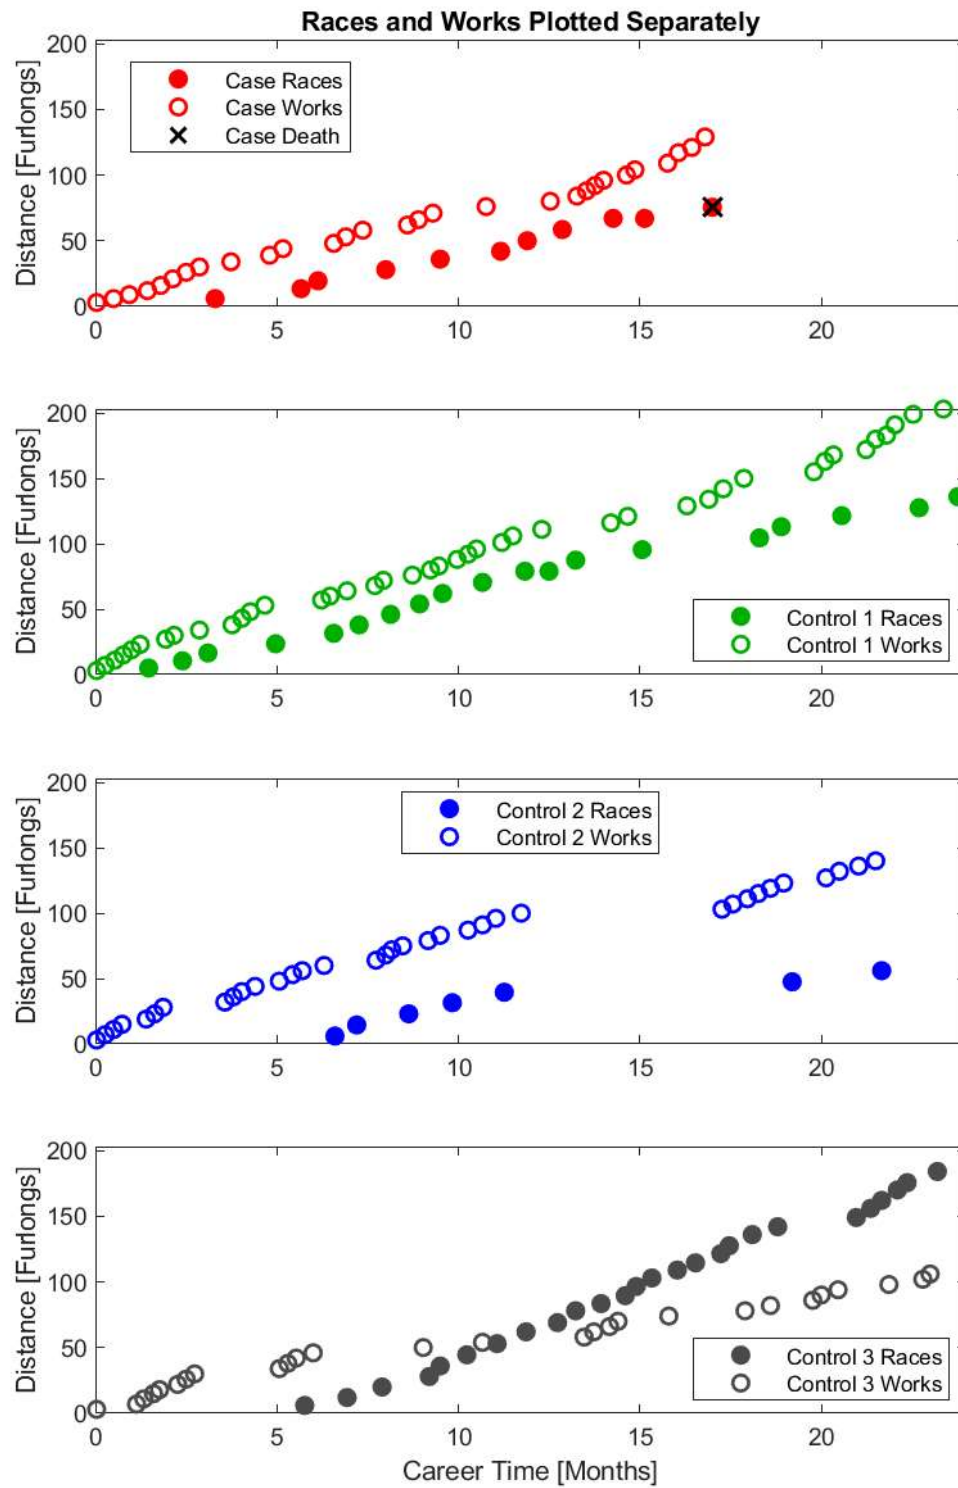 Races and Works Plotted Separately
200
150
100
50
0
Distance [Furlongs]
Case Races
Case Works
Case Death
0 5 10 15 20
200
150
100
50
0
Distance [Furlongs]
Control 1 Races
Control 1 Works
0 5 10 15 20
200
150
100
50
0
Distance [Furlongs]
Control 2 Races
Control 2 Works
0 5 10 15 20
200
150
100
50
0
Distance [Furlongs]
Control 3 Races
Control 3 Works
0 5 10 15 20
Career Time [Months]